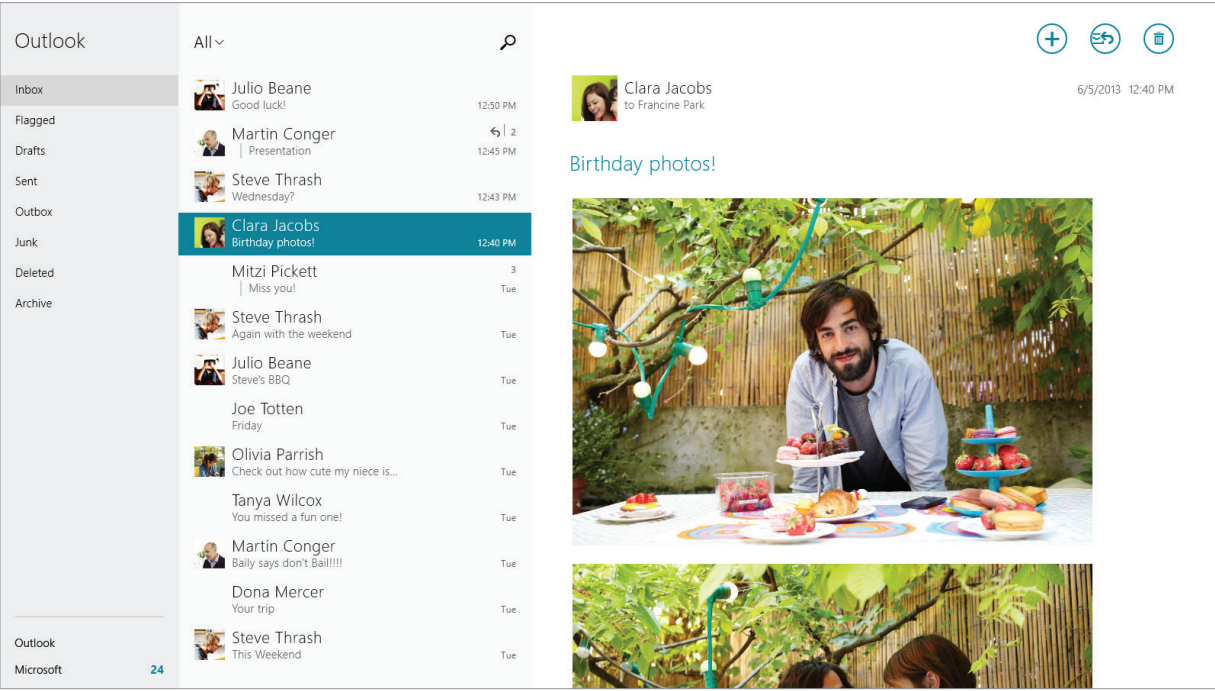 Outlook
Inbox
Flagged
Drafts
Sent
Outbox
Junk
Deleted
Archive
Outlook
Microsoft 24
All
Julio Beane
Good luck! 12:50 PM
Martin Conger 2
Presentation 12:45 PM
Steve Thrash
Wednesday? 12:43 PM
Clara Jacobs
Birthday photos! 12:40 PM
Mitzi Pickett 3
Miss you! Tue
Steve Thrash
Again with the weekend Tue
Julio Beane
Steve's BBQ Tue
Joe Totten
Friday Tue
Olivia Parrish
Check out how cute my niece is... Tue
Tanya Wilcox
You missed a fun one! Tue
Martin Conger
Baily says don't Bail!!!! Tue
Dona Mercer
Your trip Tue
Steve Thrash
This Weekend Tue
Clara Jacobs 6/5/2013 12:40 PM
to Francine Park
Birthday photos!